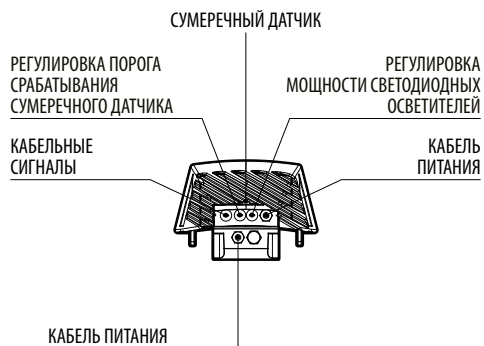 СУМЕРЕЧНЫЙ ДАТЧИК
РЕГУЛИРОВКА ПОРОГА
СРАБАТЫВАНИЯ
СУМЕРЕЧНОГО ДАТЧИКА
РЕГУЛИРОВКА
МОЩНОСТИ СВЕТОДИОДНЫХ
ОСВЕТИТЕЛЕЙ
КАБЕЛЬНЫЕ
СИГНАЛЫ
КАБЕЛЬ
ПИТАНИЯ
КАБЕЛЬ ПИТАНИЯ